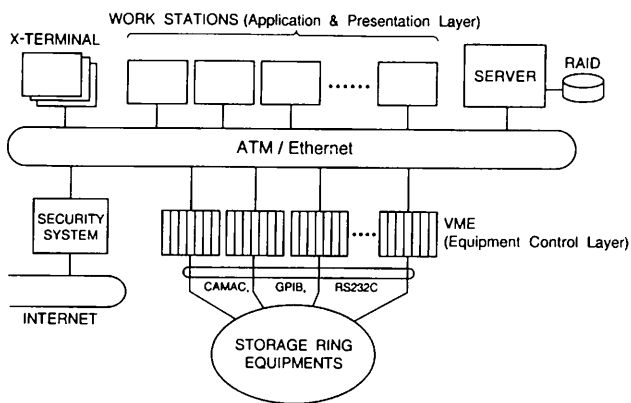 WORK STATIONS (Application & Presentation Layer)
X-TERMINAL
SERVER
RAID
ATM / Ethernet
SECURITY
SYSTEM
VME
(Equipment Control Layer)
CAMAC, GPIB, RS232C
INTERNET
STORAGE RING
EQUIPMENTS